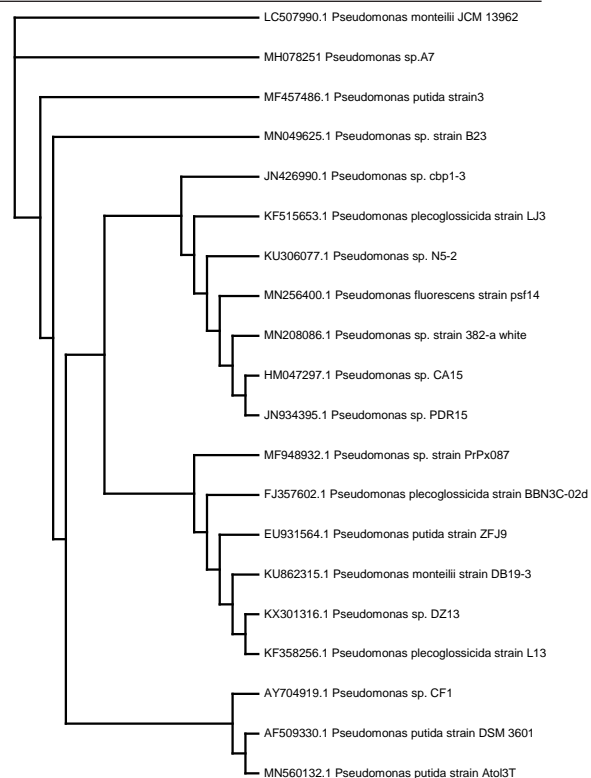 LC507990.1 Pseudomonas monteilii JCM 13962
MH078251 Pseudomonas sp.A7
MF457486.1 Pseudomonas putida strain3
MN049625.1 Pseudomonas sp. strain B23
JN426990.1 Pseudomonas sp. cbp1-3
KF515653.1 Pseudomonas plecoglossicida strain LJ3
KU306077.1 Pseudomonas sp. N5-2
MN256400.1 Pseudomonas fluorescens strain psf14
MN208086.1 Pseudomonas sp. strain 382-a white
HM047297.1 Pseudomonas sp. CA15
JN934395.1 Pseudomonas sp. PDR15
MF948932.1 Pseudomonas sp. strain PrPx087
FJ357602.1 Pseudomonas plecoglossicida strain BBN3C-02d
EU931564.1 Pseudomonas putida strain ZFJ9
KU862315.1 Pseudomonas monteilii strain DB19-3
KX301316.1 Pseudomonas sp. DZ13
KF358256.1 Pseudomonas plecoglossicida strain L13
AY704919.1 Pseudomonas sp. CF1
AF509330.1 Pseudomonas putida strain DSM 3601
MN560132.1 Pseudomonas putida strain Atol3T